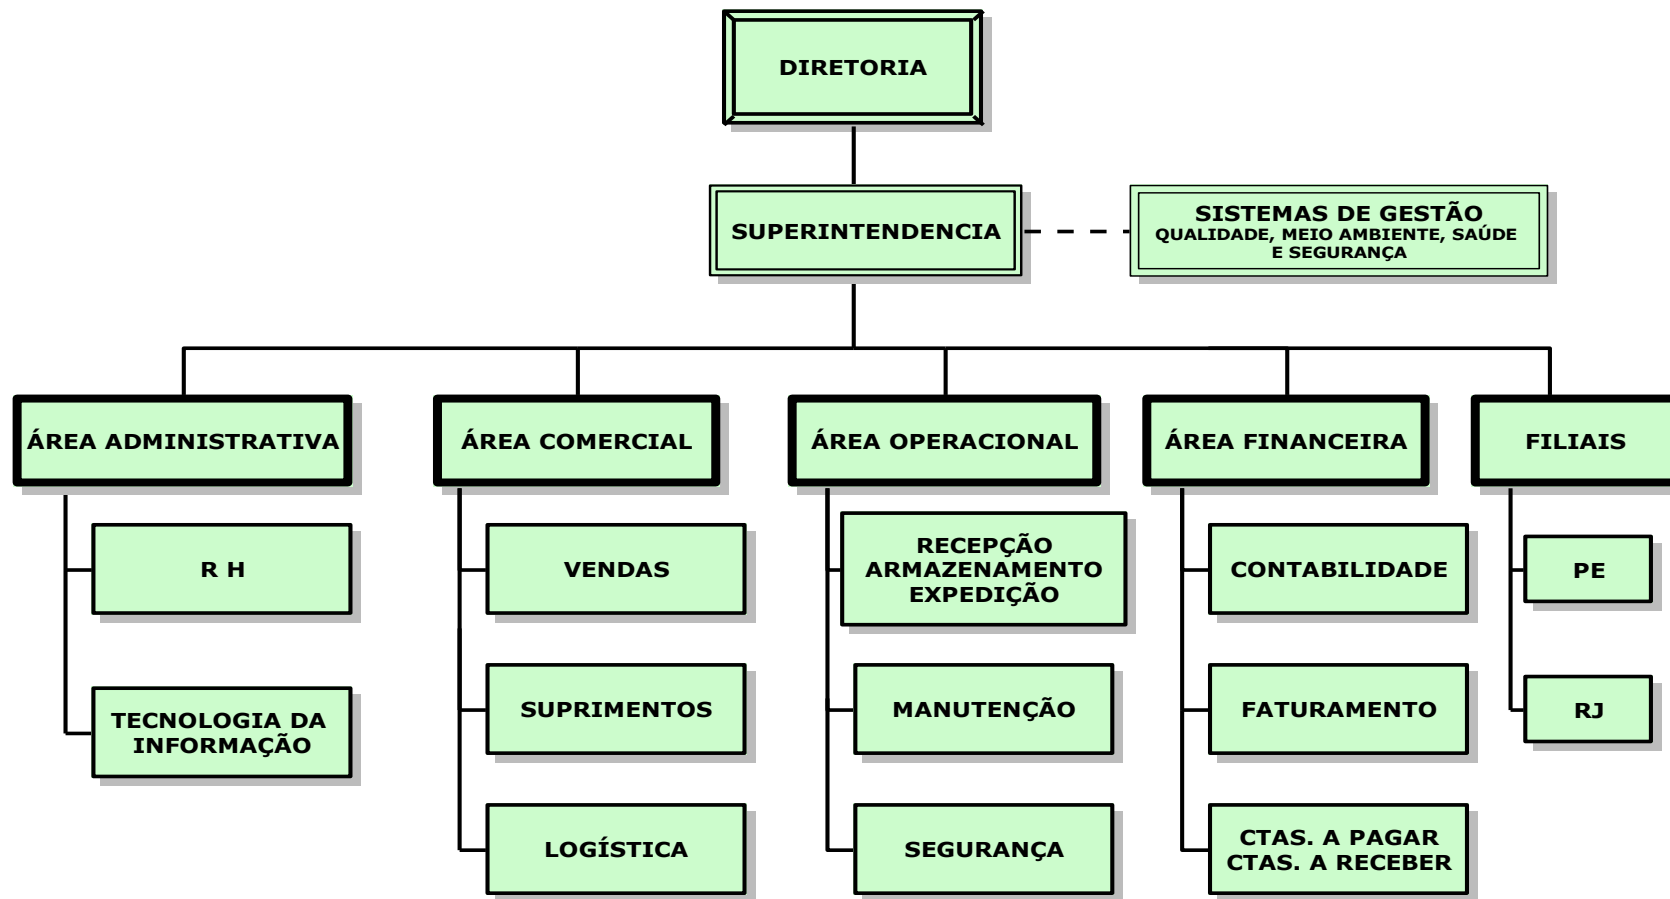 DIRETORIA
SUPERINTENDENCIA
SISTEMAS DE GESTÃO
QUALIDADE, MEIO AMBIENTE, SAÚDE
E SEGURANÇA
ÁREA ADMINISTRATIVA
ÁREA COMERCIAL
ÁREA OPERACIONAL
ÁREA FINANCEIRA
FILIAIS
R H
TECNOLOGIA DA
INFORMAÇÃO
VENDAS
SUPRIMENTOS
LOGÍSTICA
RECEPÇÃO
ARMAZENAMENTO
EXPEDIÇÃO
MANUTENÇÃO
SEGURANÇA
CONTABILIDADE
FATURAMENTO
CTAS. A PAGAR
CTAS. A RECEBER
PE
RJ